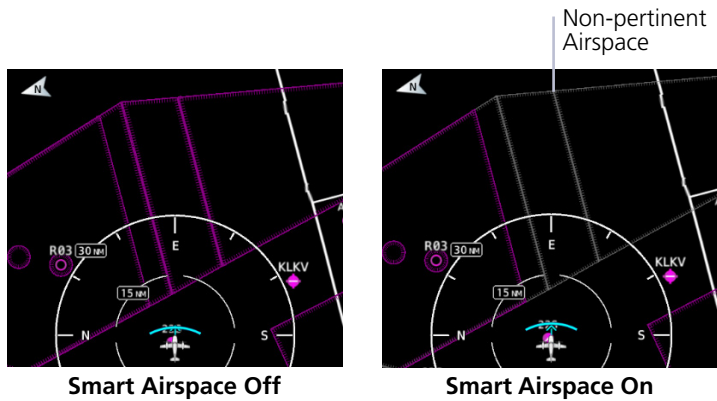 Non-pertinent
Airspace
N
N
R03 30 NM
E
KLKV
15 NM
N
S
R03 30 NM
E
KLKV
15 NM
N
S
Smart Airspace Off
Smart Airspace On